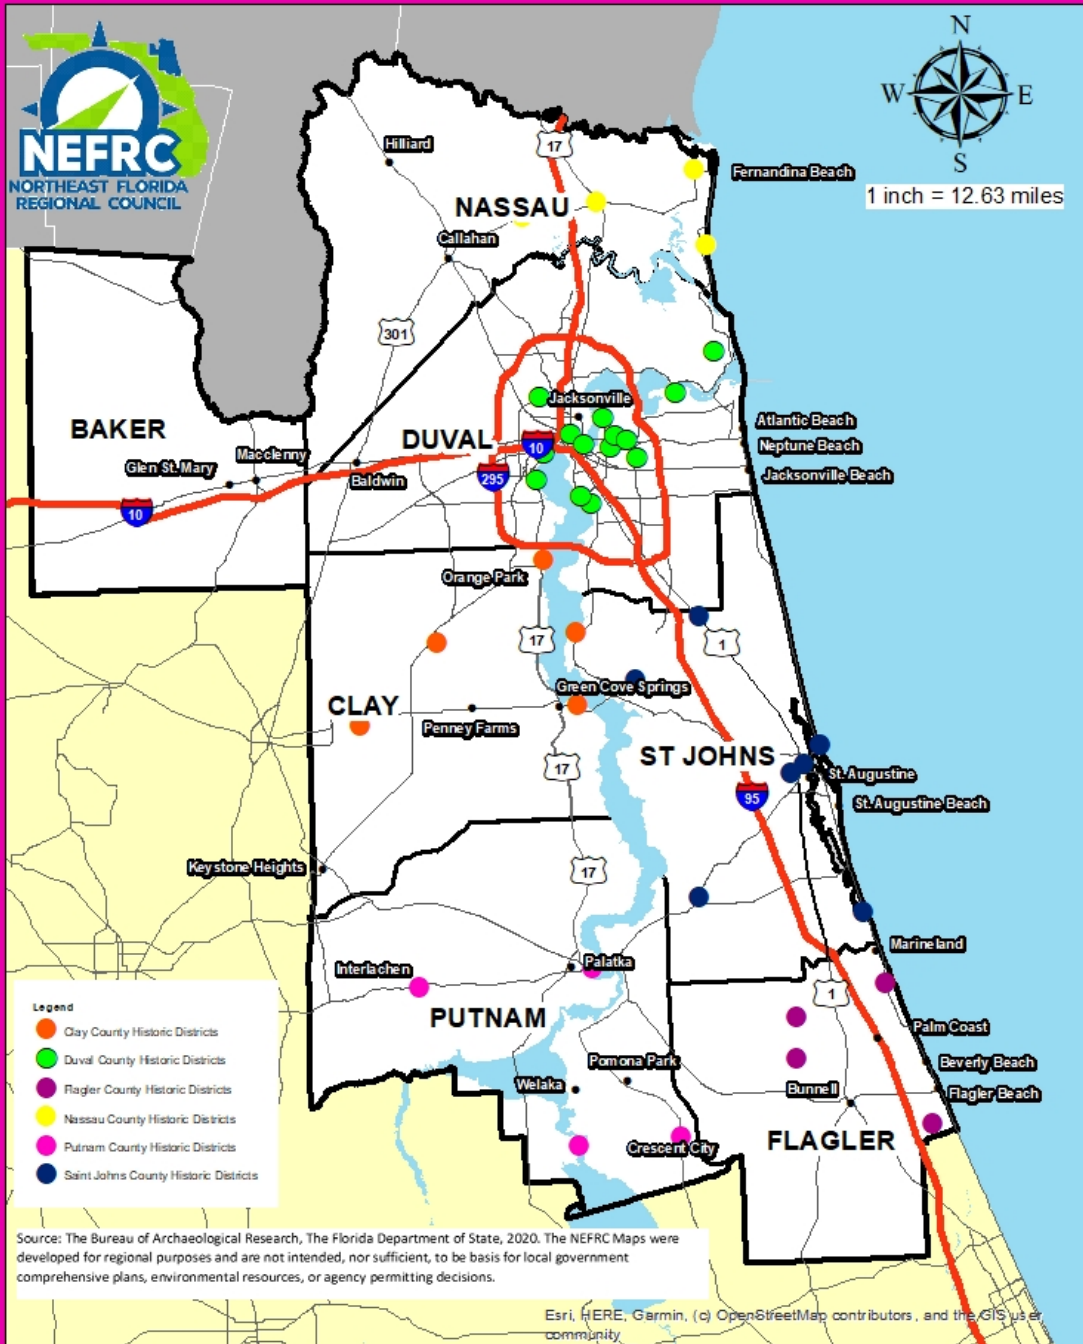 N
W E
S
1 inch = 12.63 miles
NEFRC
NORTHEAST FLORIDA
REGIONAL COUNCIL
Hilliard
17
Fernandina Beach
NASSAU
Callahan
301
Jacksonville
BAKER
DUVAL
Atlantic Beach
10
Neptune Beach
Macclenny
Glen St. Mary
Baldwin
295
Jacksonville Beach
10
Orange Park
17
1
Green Cove Springs
CLAY
Penney Farms
ST JOHNS
17
St. Augustine
95
St. Augustine Beach
Keystone Heights
17
Marineland
Interlachen
Palatka
1
PUTNAM
Palm Coast
Pomona Park
Beverly Beach
Welaka
Bunnell
Flagler Beach
Crescent City
FLAGLER
Legend
Clay County Historic Districts
Duval County Historic Districts
Flagler County Historic Districts
Nassau County Historic Districts
Putnam County Historic Districts
Saint Johns County Historic Districts
Source: The Bureau of Archaeological Research, The Florida Department of State, 2020. The NEFRC Maps were
developed for regional purposes and are not intended, nor sufficient, to be basis for local government
comprehensive plans, environmental resources, or agency permitting decisions.
Esri, HERE, Garmin, (c) OpenStreetMap contributors, and the GIS user
community